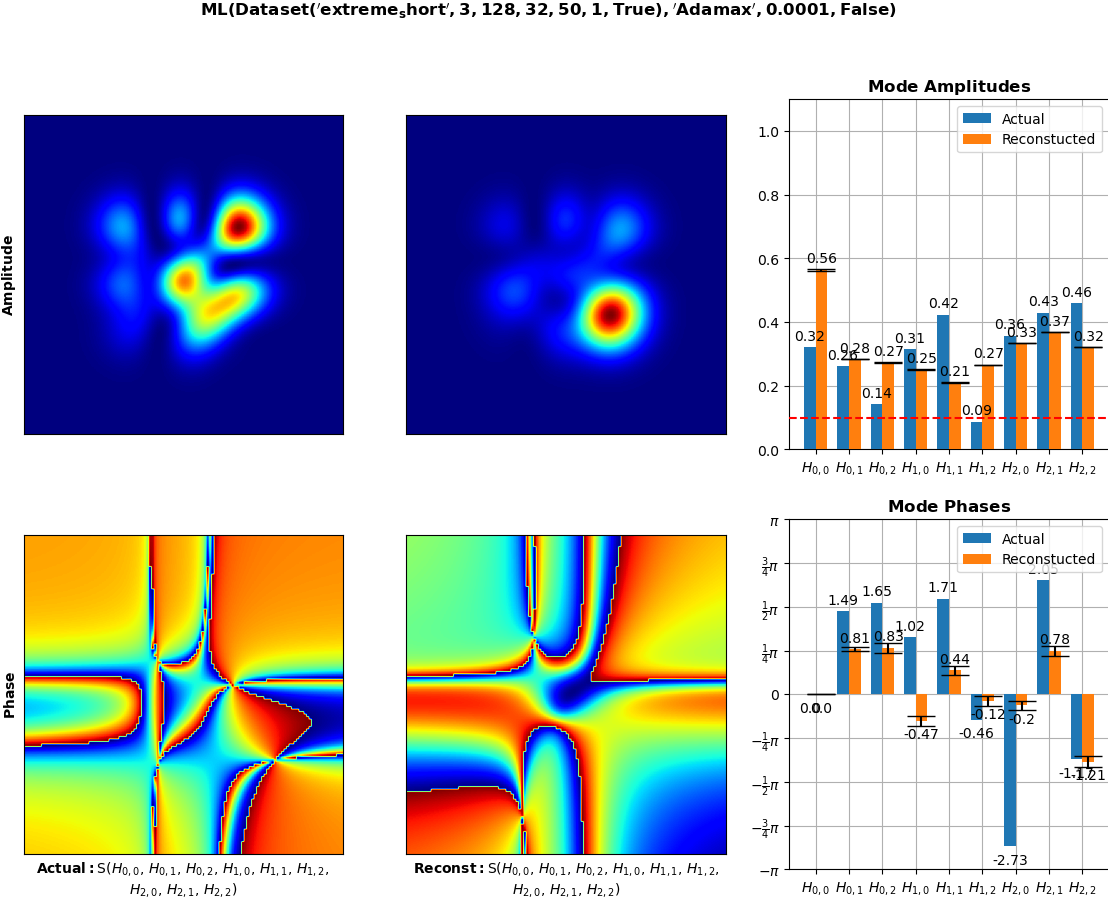 ML(Dataset('extreme_short', 3, 128, 32, 50, 1, True), 'Adamax', 0.0001, False)
Amplitude
Mode Amplitudes
Actual
Reconstucted
1.0
0.8
0.6
0.4
0.2
0.0
0.32 0.56 0.26 0.28 0.14 0.27 0.31 0.25 0.42 0.21 0.09 0.27 0.36 0.33 0.43 0.37 0.46 0.32
H0,0 H0,1 H0,2 H1,0 H1,1 H1,2 H2,0 H2,1 H2,2
Phase
Actual: S(H0,0, H0,1, H0,2, H1,0, H1,1, H1,2,
H2,0, H2,1, H2,2)
Reconst: S(H0,0, H0,1, H0,2, H1,0, H1,1, H1,2,
H2,0, H2,1, H2,2)
Mode Phases
Actual
Reconstucted
π
3/4π
1/2π
1/4π
0
−1/4π
−1/2π
−3/4π
−π
0.0 0.0 1.49 0.81 1.65 0.83 1.02 -0.47 1.71 0.44 -0.46 -0.12 -2.73 -0.2 0.78 -1.21
H0,0 H0,1 H0,2 H1,0 H1,1 H1,2 H2,0 H2,1 H2,2